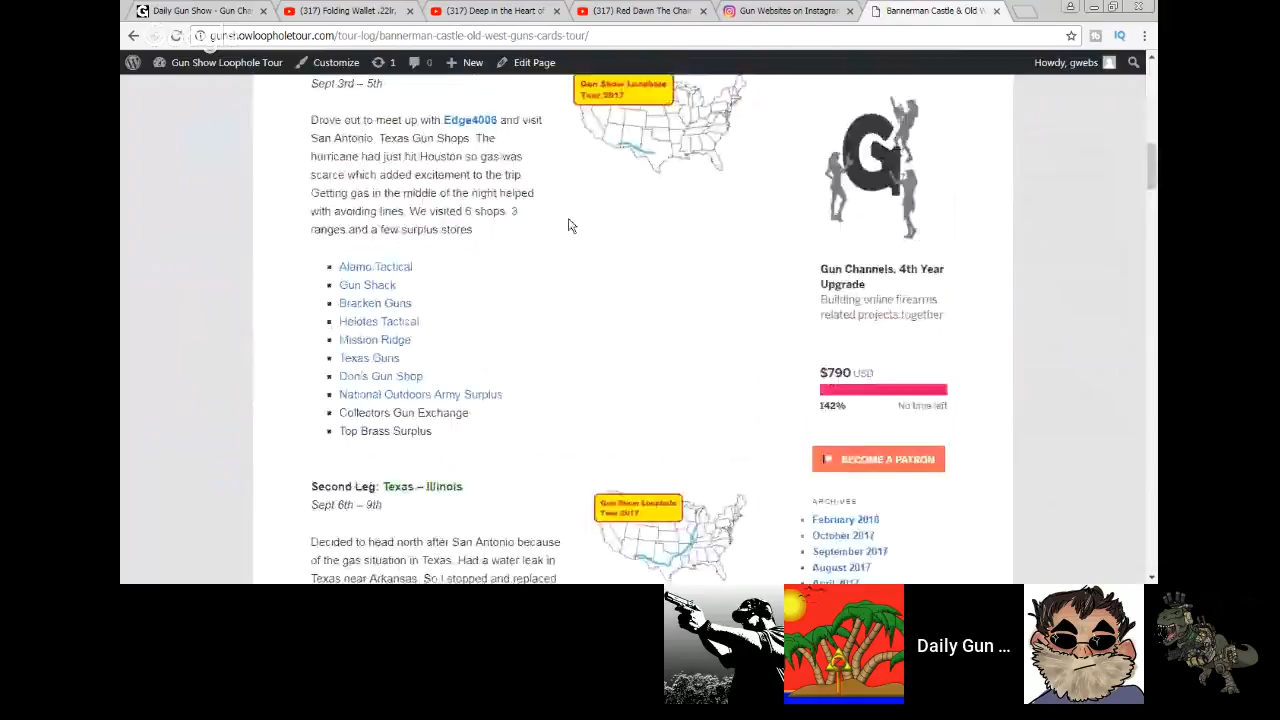 Daily Gun Show - Gun Cha
(317) Folding Wallet .22lr,
(317) Deep in the Heart of
(317) Red Dawn The Chan
Gun Websites on Instagram
Bannerman Castle & Old W
gunshowloopholetour.com/tour-log/bannerman-castle-old-west-guns-cards-tour/
Gun Show Loophole Tour
Customize
1
0
New
Edit Page
Howdy, gwebs
Sept 3rd – 5th
Gun Show Loophole
Tour 2017
Drove out to meet up with Edge4006 and visit
San Antonio Texas Gun Shops. The
hurricane had just hit Houston so gas was
scarce which added excitement to the trip.
Getting gas in the middle of the night helped
with avoiding lines. We visited 6 shops, 3
ranges and a few surplus stores
Alamo Tactical
Gun Shack
Bracken Guns
Helotes Tactical
Mission Ridge
Texas Guns
Don's Gun Shop
National Outdoors Army Surplus
Collectors Gun Exchange
Top Brass Surplus
Second Leg: Texas – Illinois
Sept 6th – 9th
Gun Show Loophole
Tour 2017
Decided to head north after San Antonio because
of the gas situation in Texas. Had a water leak in
Texas near Arkansas. So I stopped and replaced
G
Gun Channels, 4th Year
Upgrade
Building online firearms
related projects together
$790 USD
142%
No time left
BECOME A PATRON
ARCHIVES
February 2018
October 2017
September 2017
August 2017
April 2017
Daily Gun ...